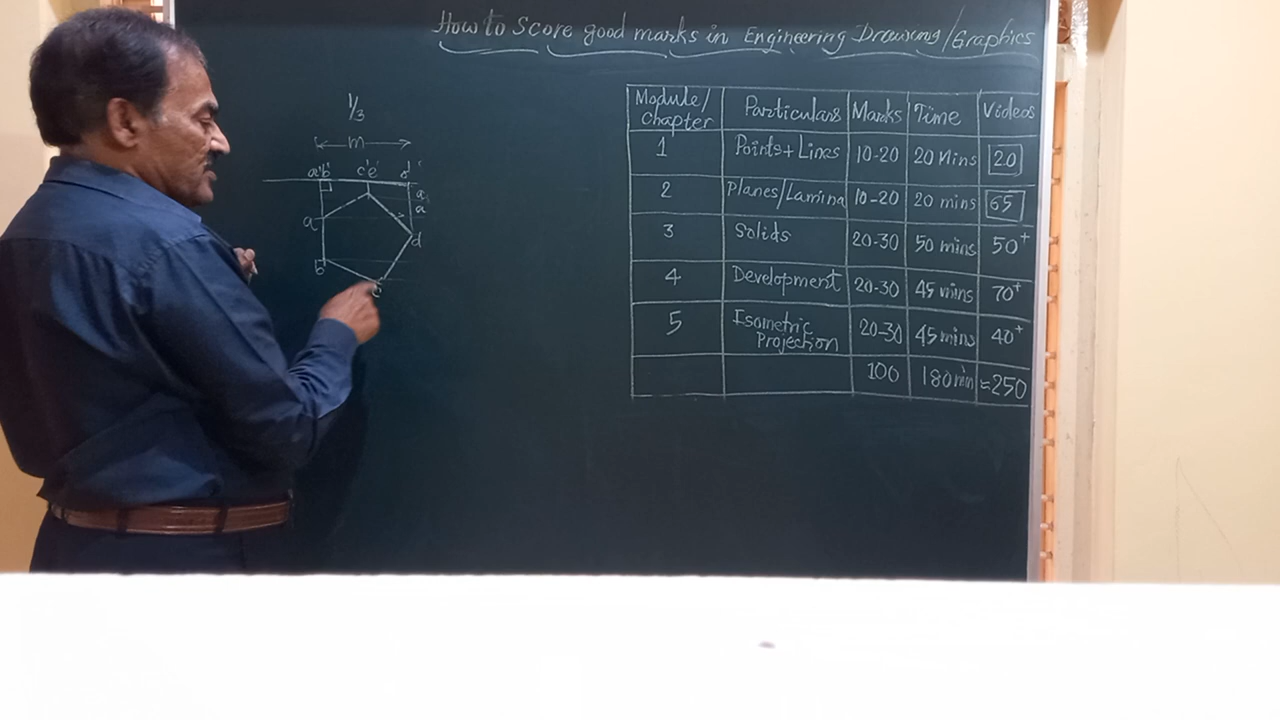 How to Score good marks in Engineering Drawing/Graphics
1/3
m
a'b' c'e' d'
a
d
b
Module/ Chapter Particulars Marks Time Videos
1 Points+Lines 10-20 20 Mins 20
2 Planes/Lamina 10-20 20 mins 65
3 Solids 20-30 50 mins 50+
4 Development 20-30 45 mins 70+
5 Isometric Projection 20-30 45 mins 40+
100 180 min ≈250